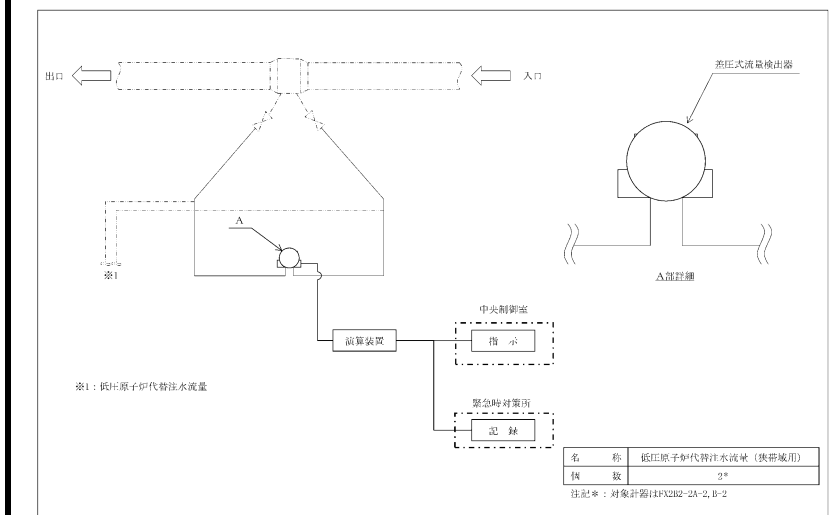 出口
入口
差圧式流量検出器
A
※1
A部詳細
中央制御室
演算装置
指 示
※1：低圧原子炉代替注水流量
緊急時対策所
記 録
名 称 低圧原子炉代替注水流量（狭帯域用）
個 数 2*
注記*：対象計器はFX2B2-2A-2,B-2